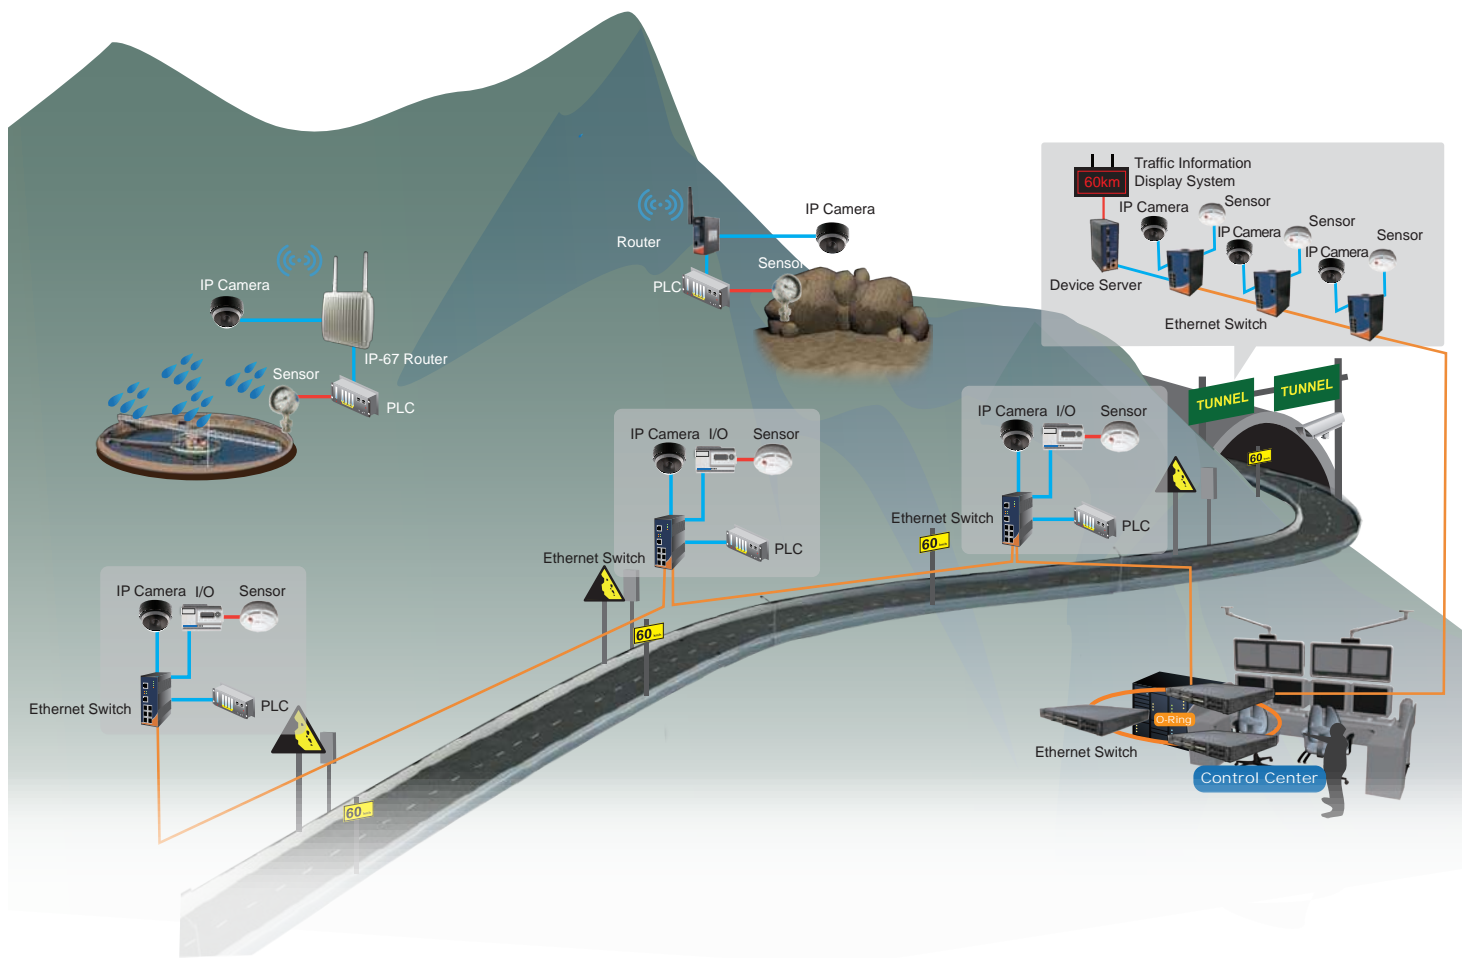 Traffic Information
Display System
60km
IP Camera
Sensor
IP Camera
Sensor
IP Camera
Sensor
Device Server
Ethernet Switch
IP Camera
Router
Sensor
PLC
IP Camera
IP-67 Router
Sensor
PLC
TUNNEL
TUNNEL
60
IP Camera I/O Sensor
Ethernet Switch
PLC
60
IP Camera I/O Sensor
Ethernet Switch
PLC
60
IP Camera I/O Sensor
Ethernet Switch
PLC
60
O-Ring
Ethernet Switch
Control Center